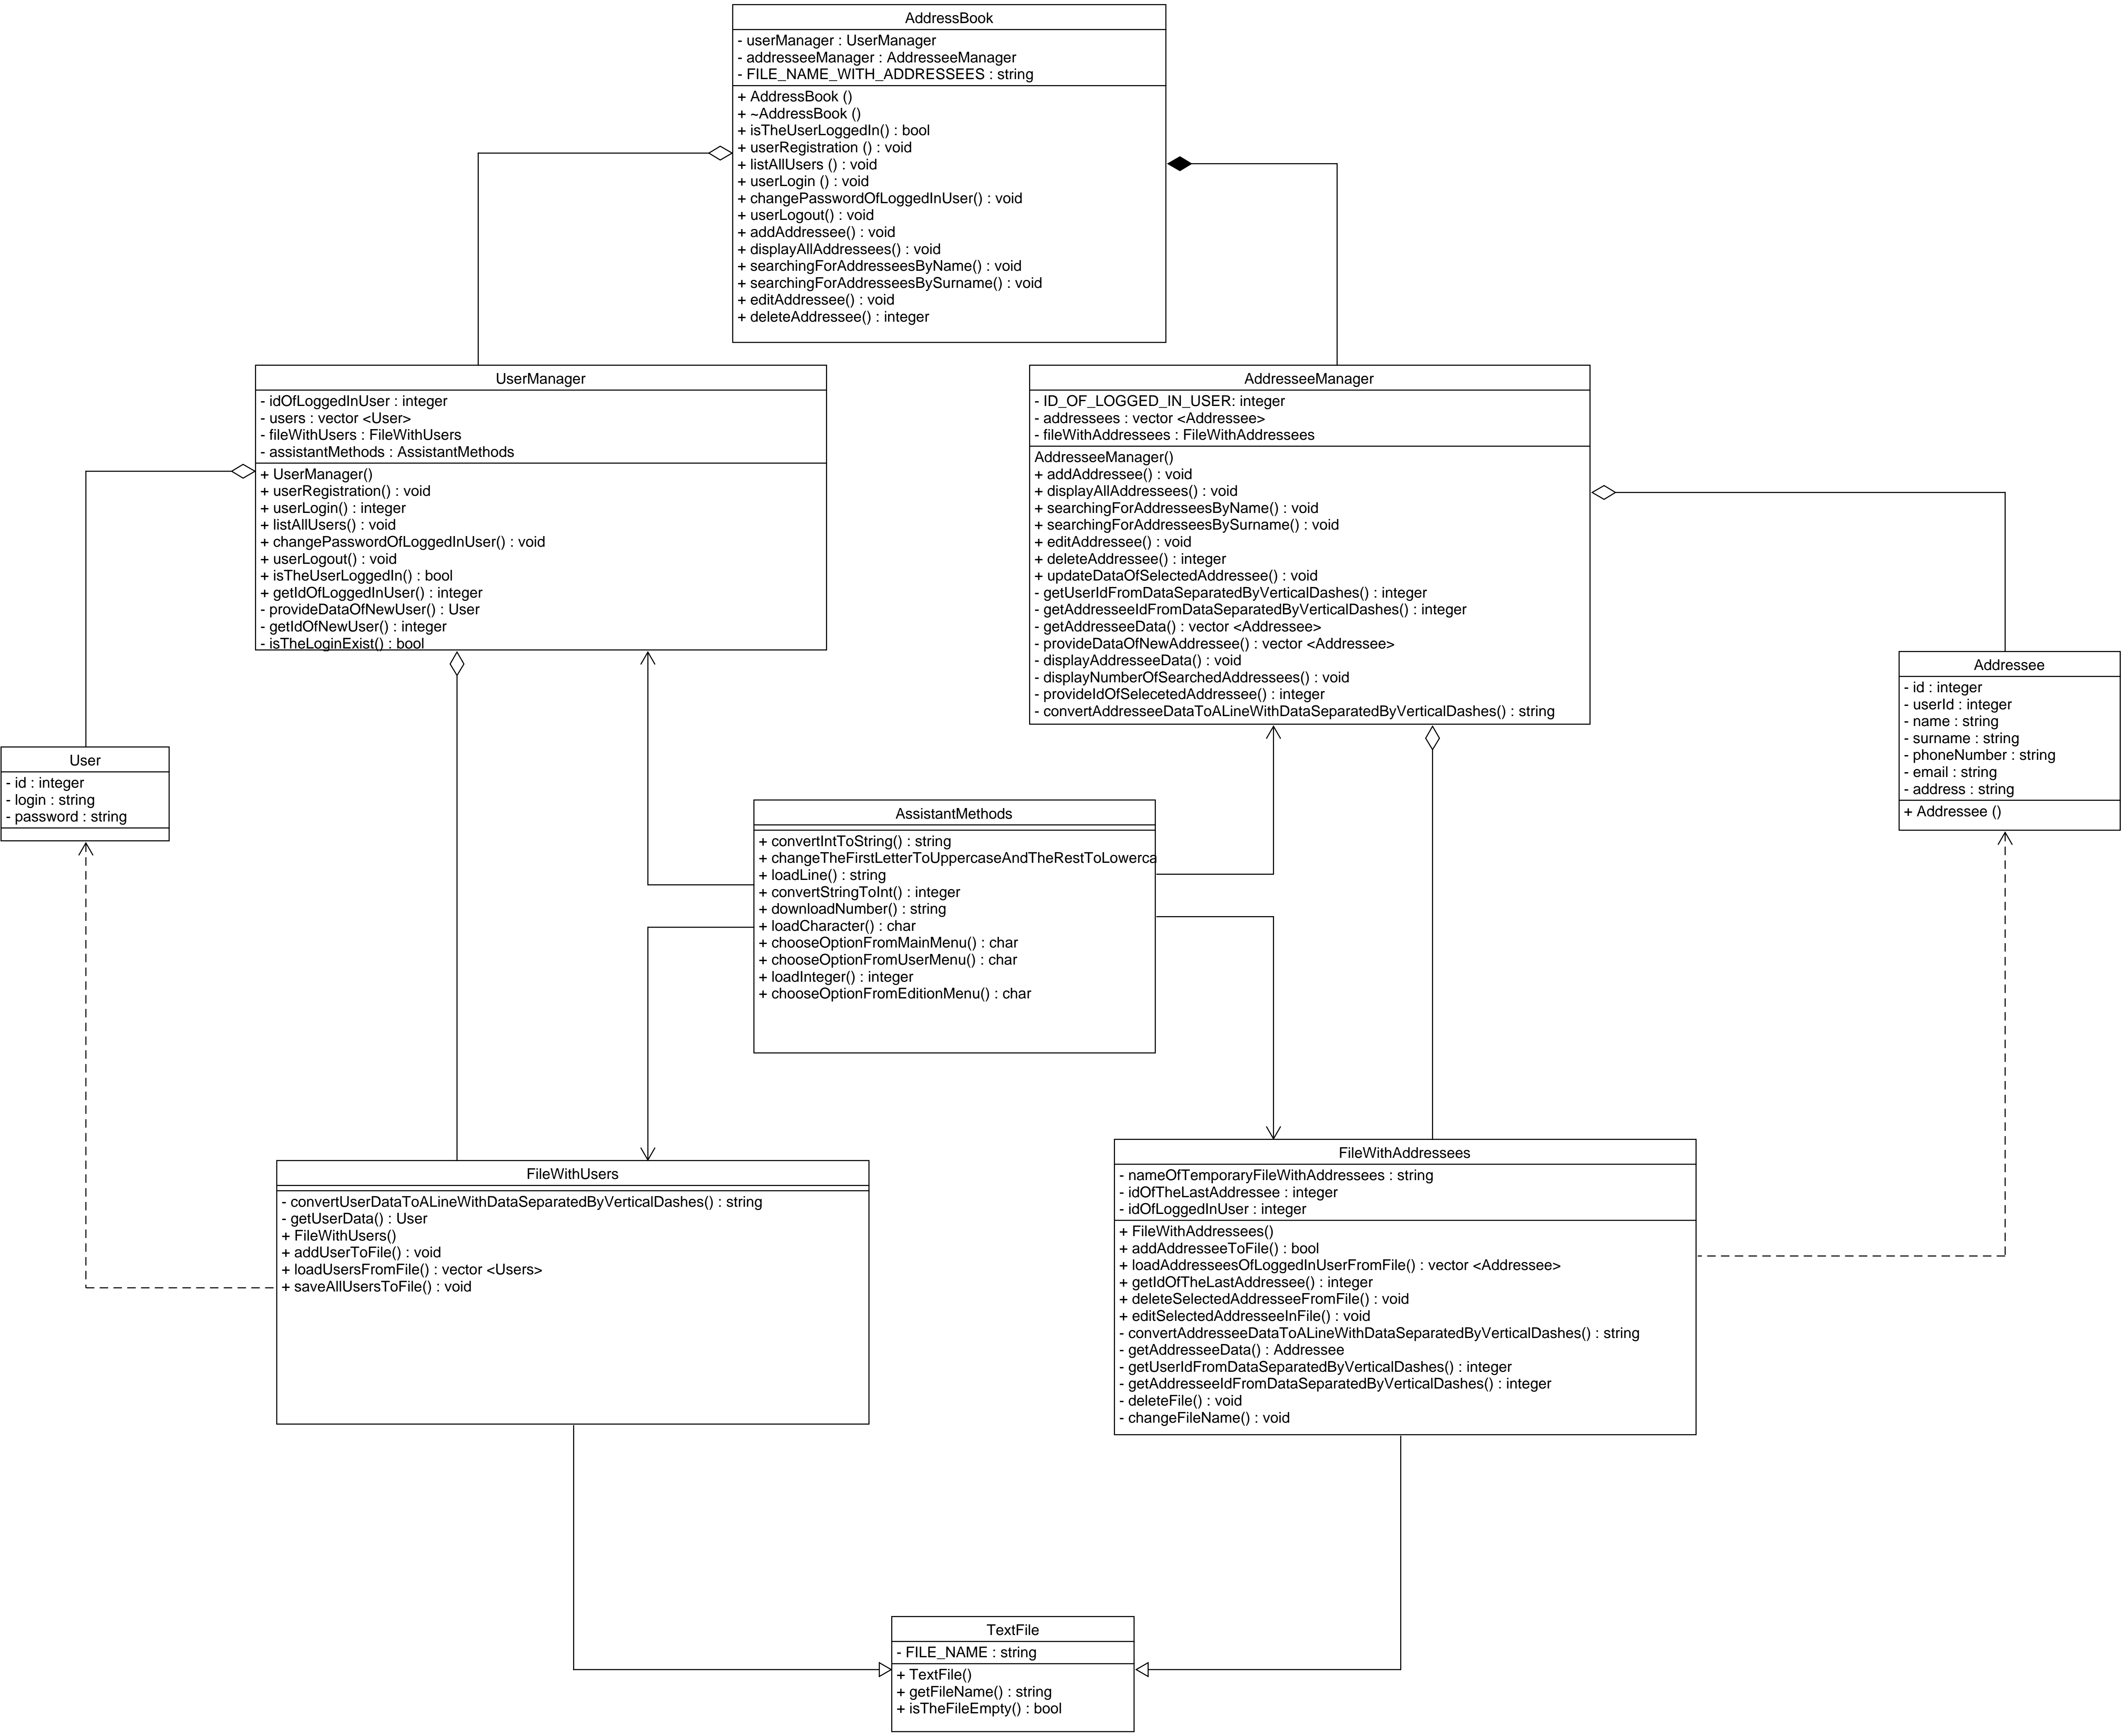 AddressBook
- userManager : UserManager
- addresseeManager : AddresseeManager
- FILE_NAME_WITH_ADDRESSEES : string
+ AddressBook ()
+ ~AddressBook ()
+ isTheUserLoggedIn() : bool
+ userRegistration () : void
+ listAllUsers () : void
+ userLogin () : void
+ changePasswordOfLoggedInUser() : void
+ userLogout() : void
+ addAddressee() : void
+ displayAllAddressees() : void
+ searchingForAddresseesByName() : void
+ searchingForAddresseesBySurname() : void
+ editAddressee() : void
+ deleteAddressee() : integer
UserManager
- idOfLoggedInUser : integer
- users : vector <User>
- fileWithUsers : FileWithUsers
- assistantMethods : AssistantMethods
+ UserManager()
+ userRegistration() : void
+ userLogin() : integer
+ listAllUsers() : void
+ changePasswordOfLoggedInUser() : void
+ userLogout() : void
+ isTheUserLoggedIn() : bool
+ getIdOfLoggedInUser() : integer
- provideDataOfNewUser() : User
- getIdOfNewUser() : integer
- isTheLoginExist() : bool
AddresseeManager
- ID_OF_LOGGED_IN_USER: integer
- addressees : vector <Addressee>
- fileWithAddressees : FileWithAddressees
AddresseeManager()
+ addAddressee() : void
+ displayAllAddressees() : void
+ searchingForAddresseesByName() : void
+ searchingForAddresseesBySurname() : void
+ editAddressee() : void
+ deleteAddressee() : integer
+ updateDataOfSelectedAddressee() : void
- getUserIdFromDataSeparatedByVerticalDashes() : integer
- getAddresseeIdFromDataSeparatedByVerticalDashes() : integer
- getAddresseeData() : vector <Addressee>
- provideDataOfNewAddressee() : vector <Addressee>
- displayAddresseeData() : void
- displayNumberOfSearchedAddressees() : void
- provideIdOfSelecetedAddressee() : integer
- convertAddresseeDataToALineWithDataSeparatedByVerticalDashes() : string
Addressee
- id : integer
- userId : integer
- name : string
- surname : string
- phoneNumber : string
- email : string
- address : string
+ Addressee ()
User
- id : integer
- login : string
- password : string
AssistantMethods
+ convertIntToString() : string
+ changeTheFirstLetterToUppercaseAndTheRestToLowerca
+ loadLine() : string
+ convertStringToInt() : integer
+ downloadNumber() : string
+ loadCharacter() : char
+ chooseOptionFromMainMenu() : char
+ chooseOptionFromUserMenu() : char
+ loadInteger() : integer
+ chooseOptionFromEditionMenu() : char
FileWithUsers
- convertUserDataToALineWithDataSeparatedByVerticalDashes() : string
- getUserData() : User
+ FileWithUsers()
+ addUserToFile() : void
+ loadUsersFromFile() : vector <Users>
+ saveAllUsersToFile() : void
FileWithAddressees
- nameOfTemporaryFileWithAddressees : string
- idOfTheLastAddressee : integer
- idOfLoggedInUser : integer
+ FileWithAddressees()
+ addAddresseeToFile() : bool
+ loadAddresseesOfLoggedInUserFromFile() : vector <Addressee>
+ getIdOfTheLastAddressee() : integer
+ deleteSelectedAddresseeFromFile() : void
+ editSelectedAddresseeInFile() : void
- convertAddresseeDataToALineWithDataSeparatedByVerticalDashes() : string
- getAddresseeData() : Addressee
- getUserIdFromDataSeparatedByVerticalDashes() : integer
- getAddresseeIdFromDataSeparatedByVerticalDashes() : integer
- deleteFile() : void
- changeFileName() : void
TextFile
- FILE_NAME : string
+ TextFile()
+ getFileName() : string
+ isTheFileEmpty() : bool